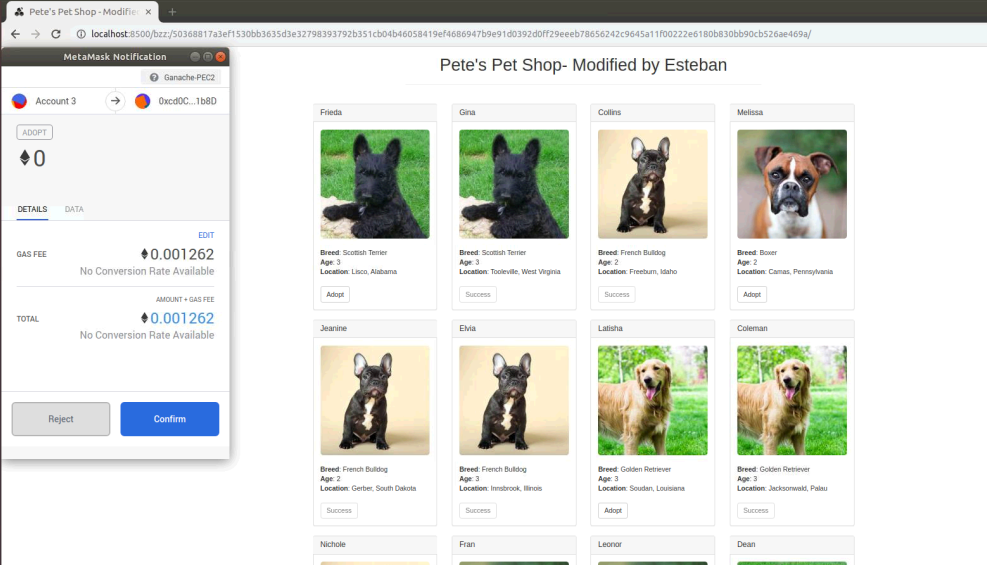 Pete's Pet Shop - Modifie
localhost:8500/bzz:/50368817a3ef1530bb3635d3e32798393792b351cb04b46058419ef4686947b9e91d0392d0ff29eeeb78656242c9645a11f00222e6180b830bb90cb526ae469a/
MetaMask Notification
Ganache-PEC2
Account 3
0xcd0C...1b8D
ADOPT
0
DETAILS DATA
EDIT
GAS FEE 0.001262
No Conversion Rate Available
AMOUNT + GAS FEE
TOTAL 0.001262
No Conversion Rate Available
Reject Confirm
Pete's Pet Shop- Modified by Esteban
Frieda
Breed: Scottish Terrier
Age: 3
Location: Lisco, Alabama
Adopt
Gina
Breed: Scottish Terrier
Age: 3
Location: Tooleville, West Virginia
Success
Collins
Breed: French Bulldog
Age: 2
Location: Freeburn, Idaho
Success
Melissa
Breed: Boxer
Age: 2
Location: Camas, Pennsylvania
Adopt
Jeanine
Breed: French Bulldog
Age: 2
Location: Gerber, South Dakota
Success
Elvia
Breed: French Bulldog
Age: 3
Location: Innsbrook, Illinois
Success
Latisha
Breed: Golden Retriever
Age: 3
Location: Soudan, Louisiana
Adopt
Coleman
Breed: Golden Retriever
Age: 3
Location: Jacksonwald, Palau
Success
Nichole
Fran
Leonor
Dean